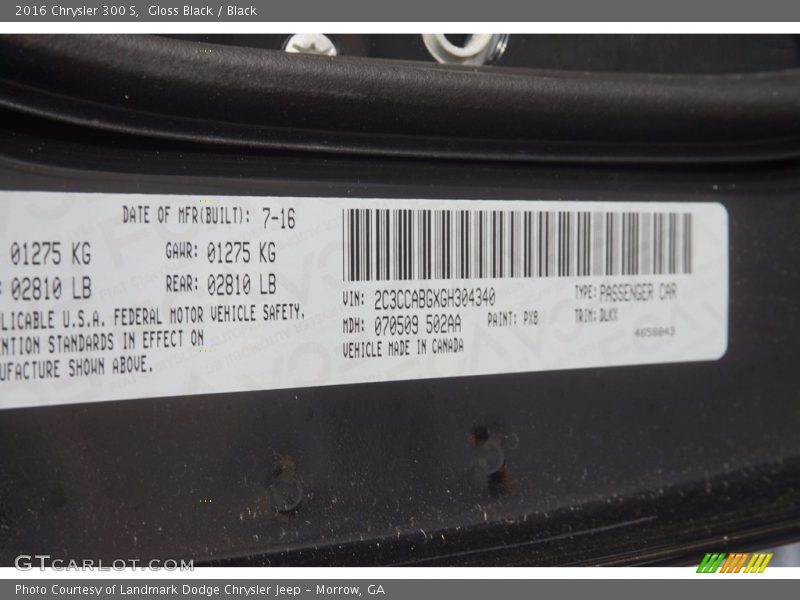 2016 Chrysler 300 S, Gloss Black / Black
DATE OF MFR(BUILT): 7-16
01275 KG GAWR: 01275 KG
02810 LB REAR: 02810 LB
LICABLE U.S.A. FEDERAL MOTOR VEHICLE SAFETY,
NTION STANDARDS IN EFFECT ON
UFACTURE SHOWN ABOVE.
VIN: 2C3CCABGXGH304340 TYPE: PASSENGER CAR
MDH: 070509 502AA PAINT: PX8 TRIM: DLKX
VEHICLE MADE IN CANADA 4658843
GTCARLOT.COM
Photo Courtesy of Landmark Dodge Chrysler Jeep – Morrow, GA